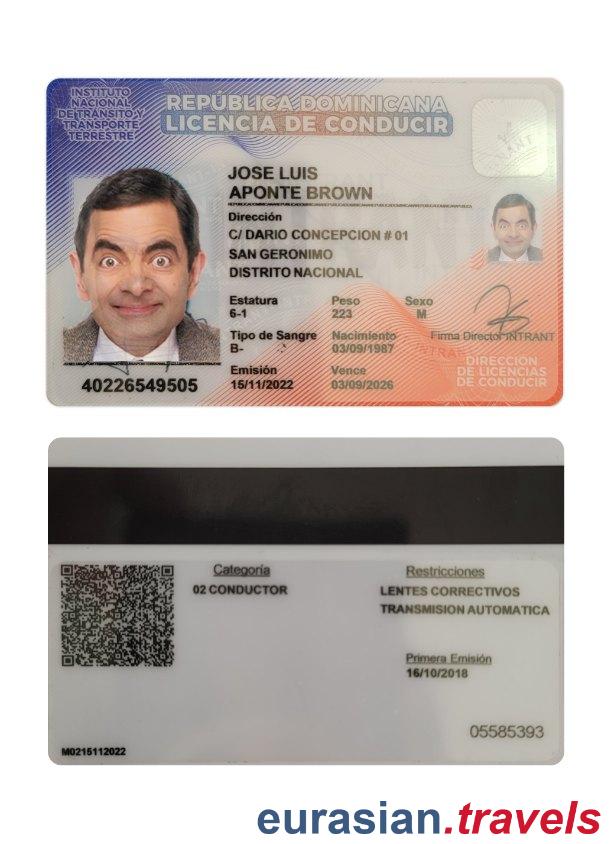 INSTITUTO
NACIONAL
DE TRÁNSITO Y
TRANSPORTE
TERRESTRE
REPÚBLICA DOMINICANA
LICENCIA DE CONDUCIR
JOSE LUIS
APONTE BROWN
Dirección
C/ DARIO CONCEPCION # 01
SAN GERONIMO
DISTRITO NACIONAL
Estatura Peso Sexo
6-1 223 M
Tipo de Sangre Nacimiento Firma Director INTRANT
B- 03/09/1987
Emisión Vence
15/11/2022 03/09/2026
40226549505
DIRECCIÓN
DE LICENCIAS
DE CONDUCIR
Categoría Restricciones
02 CONDUCTOR LENTES CORRECTIVOS
TRANSMISION AUTOMATICA
Primera Emisión
16/10/2018
05585393
M0215112022
eurasian.travels